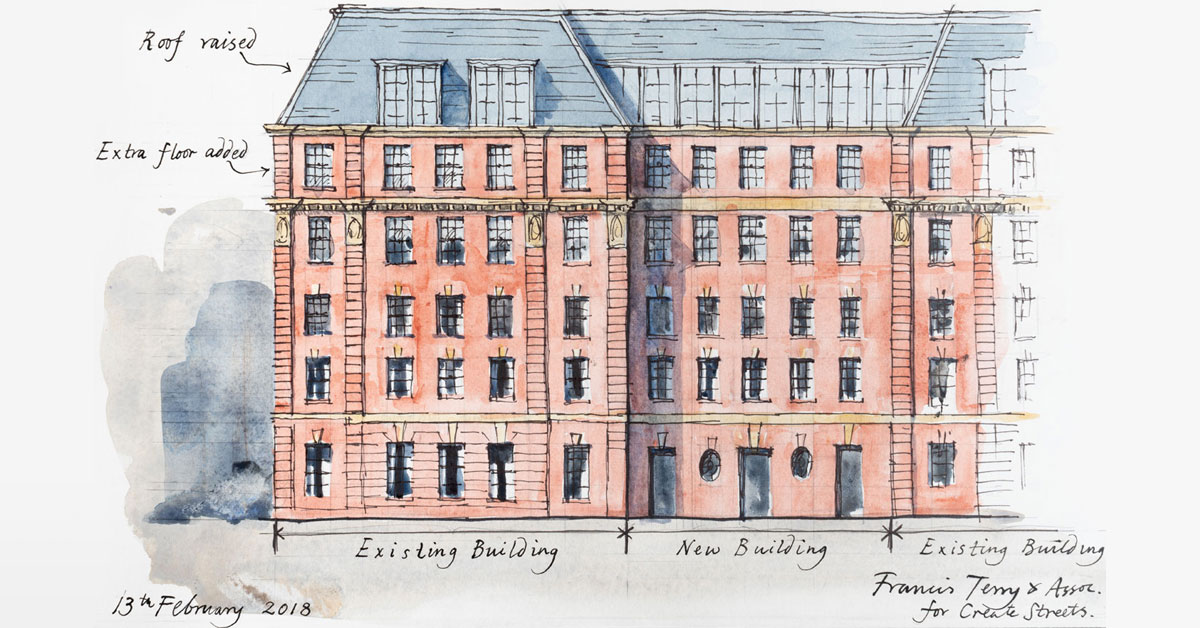 Roof raised
Extra floor added
Existing Building
New Building
Existing Building
13th February 2018
Francis Terry & Assoc.
for Create Streets.